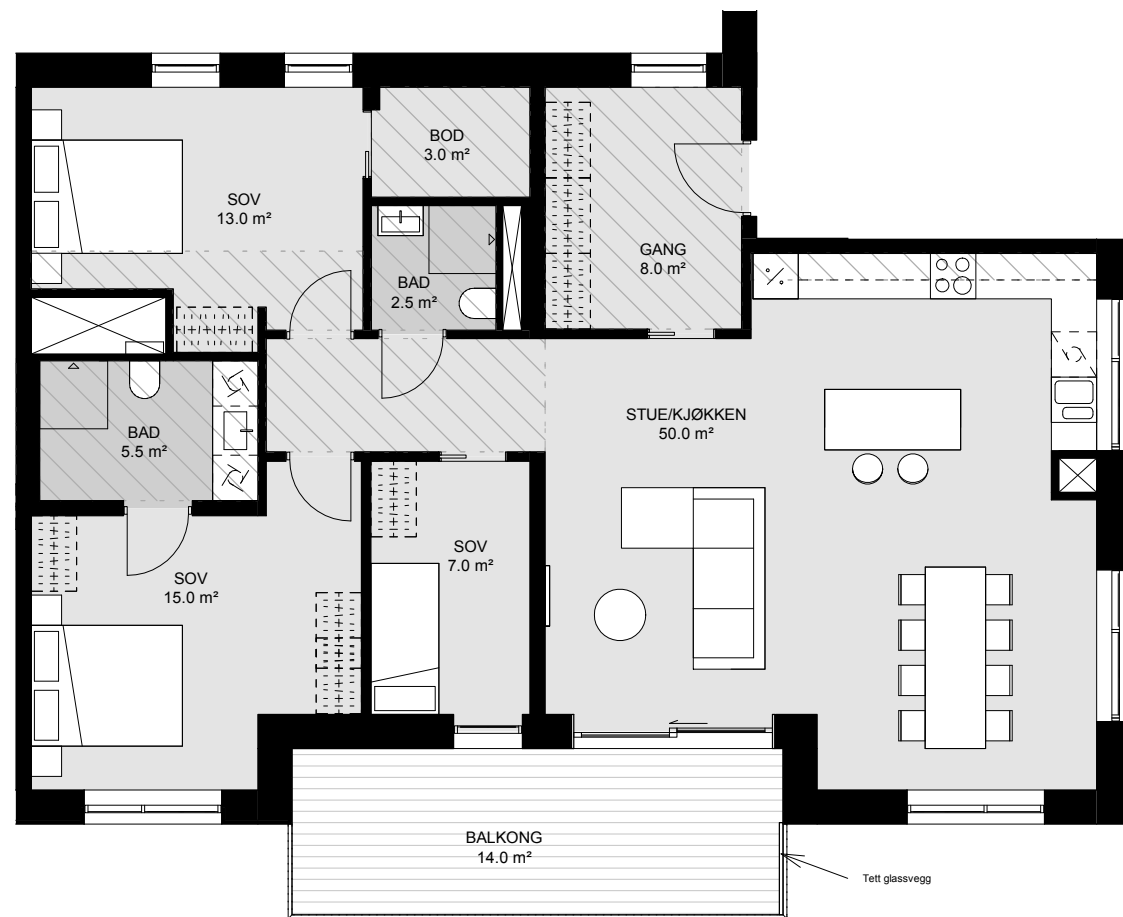 BOD
3.0 m²
SOV
13.0 m²
GANG
8.0 m²
BAD
2.5 m²
STUE/KJØKKEN
50.0 m²
BAD
5.5 m²
SOV
7.0 m²
SOV
15.0 m²
BALKONG
14.0 m²
Tett glassvegg